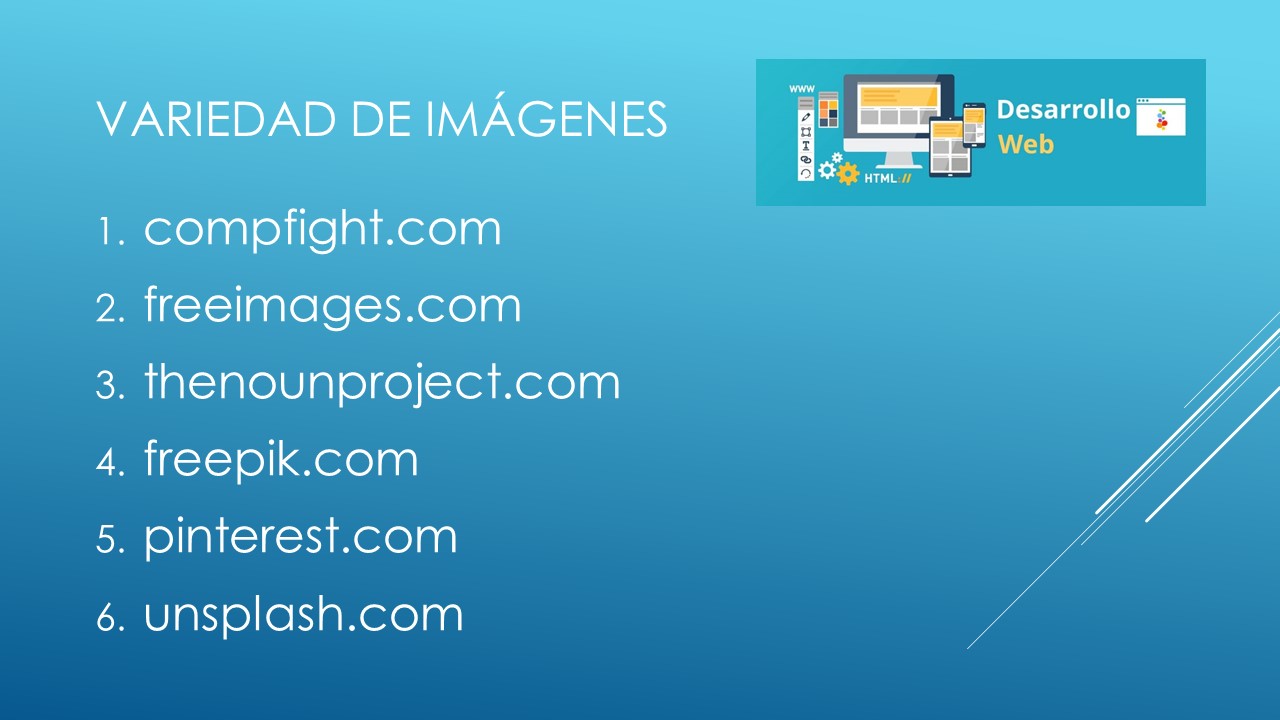 VARIEDAD DE IMÁGENES
WWW
Desarrollo
Web
HTML://
1. compfight.com
2. freeimages.com
3. thenounproject.com
4. freepik.com
5. pinterest.com
6. unsplash.com